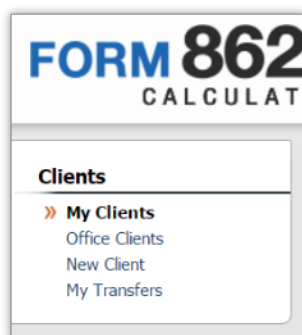 FORM 862
CALCULAT
Clients
» My Clients
Office Clients
New Client
My Transfers